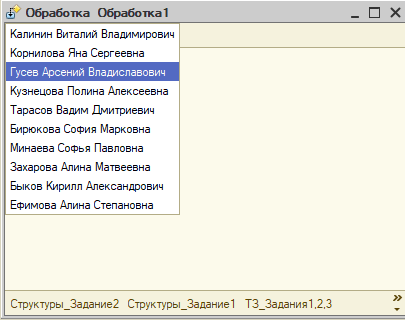 Обработка Обработка1
Калинин Виталий Владимирович
Корнилова Яна Сергеевна
Гусев Арсений Владиславович
Кузнецова Полина Алексеевна
Тарасов Вадим Дмитриевич
Бирюкова София Марковна
Минаева Софья Павловна
Захарова Алина Матвеевна
Быков Кирилл Александрович
Ефимова Алина Степановна
Структуры_Задание2 Структуры_Задание1 ТЗ_Задания1,2,3